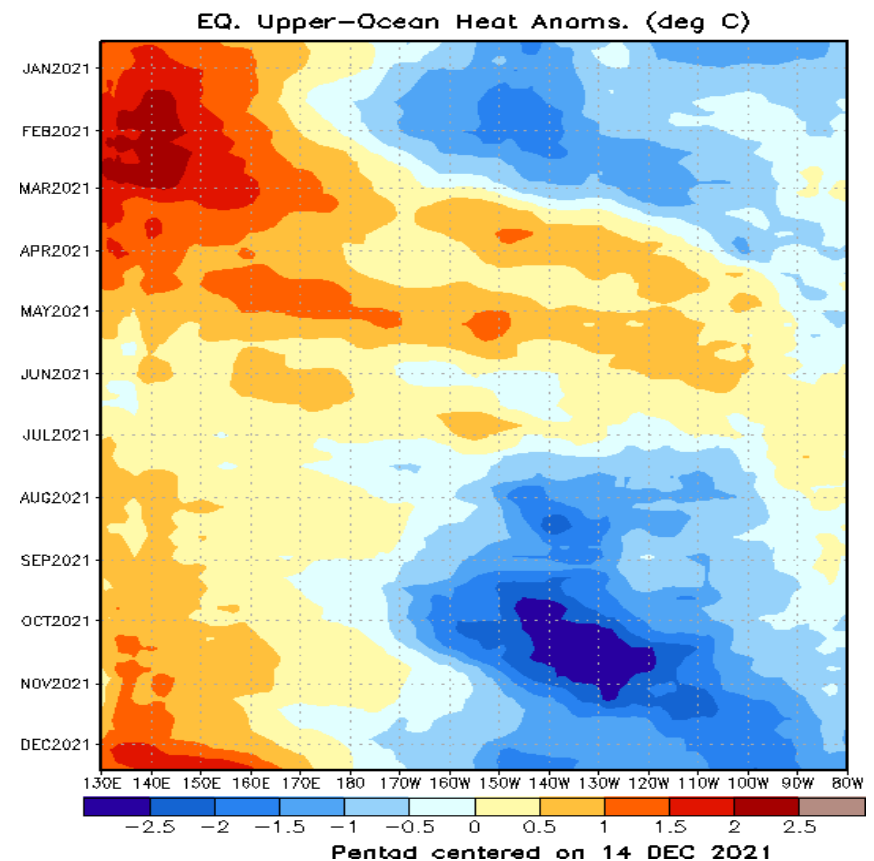 EQ. Upper-Ocean Heat Anoms. (deg C)
JAN2021
FEB2021
MAR2021
APR2021
MAY2021
JUN2021
JUL2021
AUG2021
SEP2021
OCT2021
NOV2021
DEC2021
130E 140E 150E 160E 170E 180 170W 160W 150W 140W 130W 120W 110W 100W 90W 80W
-2.5 -2 -1.5 -1 -0.5 0 0.5 1 1.5 2 2.5
Pentad centered on 14 DEC 2021